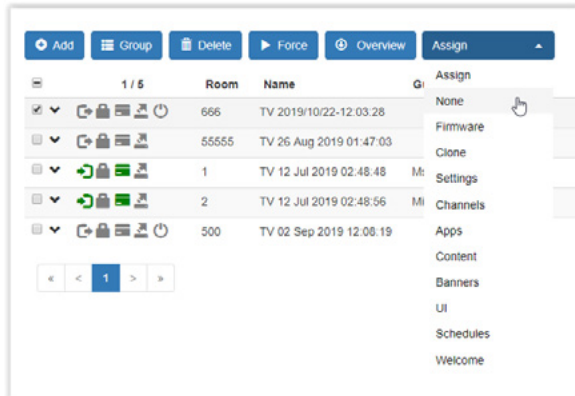 Add Group Delete Force Overview Assign
1 / 5 Room Name G
Assign
None
Firmware
Clone
Settings
Channels
Apps
Content
Banners
UI
Schedules
Welcome
666 TV 2019/10/22-12:03:28
55555 TV 26 Aug 2019 01:47:03
1 TV 12 Jul 2019 02:48:48 Ms
2 TV 12 Jul 2019 02:48:56 Mi
500 TV 02 Sep 2019 12:08:19
« < 1 > »